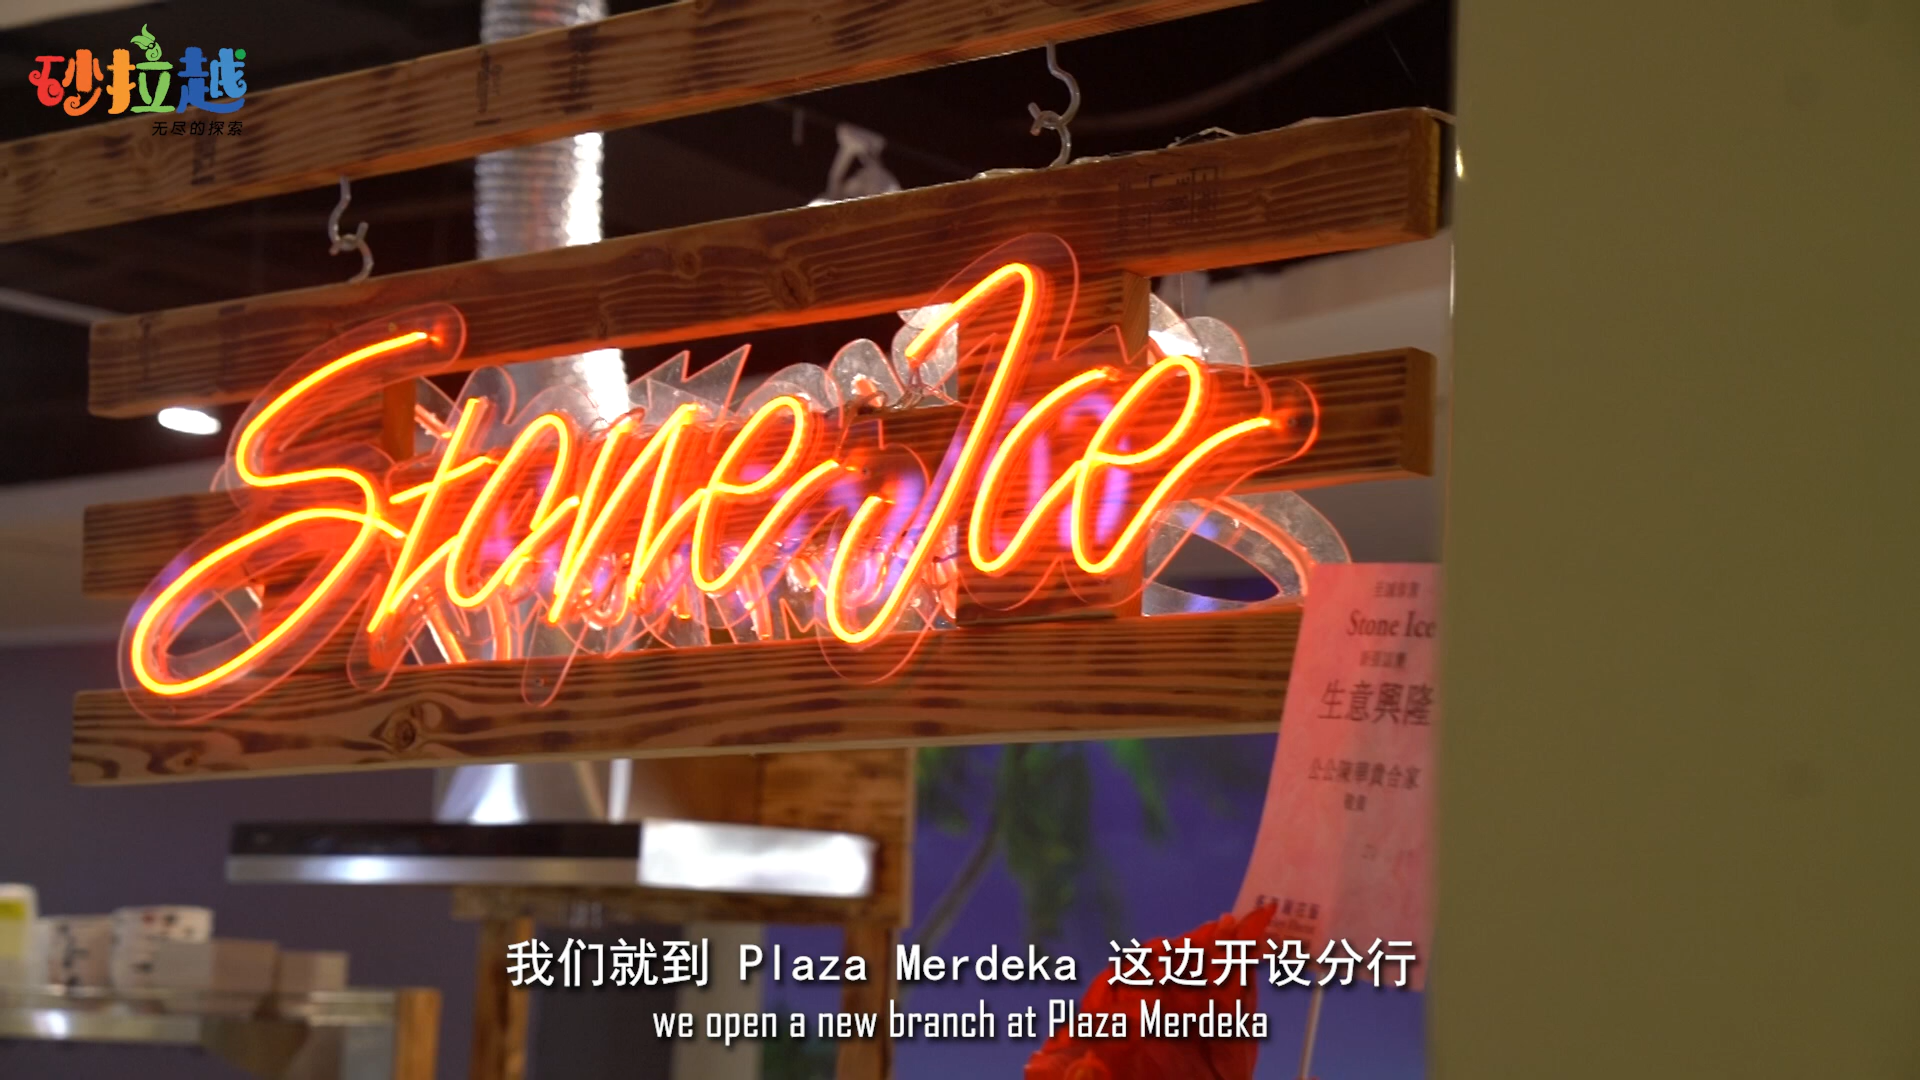 砂拉越
无尽的探索
Stone Ice
Stone Ice
生意興隆
我们就到 Plaza Merdeka 这边开设分行
we open a new branch at Plaza Merdeka